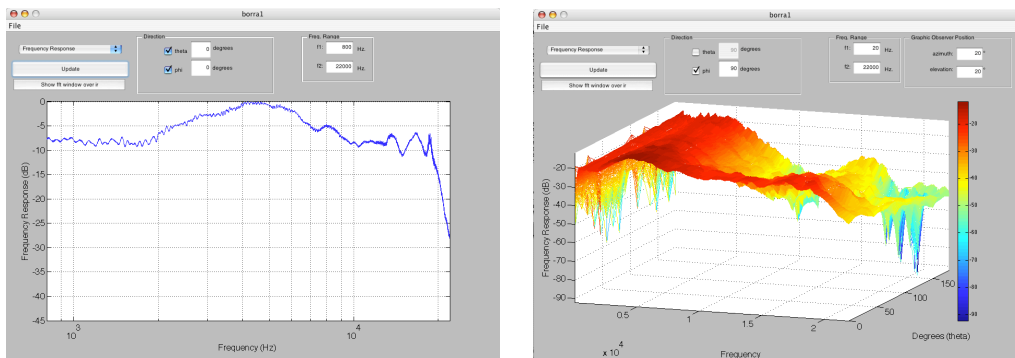 borra1
File
Frequency Response
Update
Show fft window over ir
Direction
theta 0 degrees
phi 0 degrees
Freq. Range
f1: 600 Hz.
f2: 22000 Hz.
0
-5
-10
-15
-20
-25
-30
-35
-40
-45
Frequency Response (dB)
10^3
10^4
Frequency (Hz)
borra1
File
Frequency Response
Update
Show fft window over ir
Direction
theta degrees
phi 90 degrees
Freq. Range
f1: 20 Hz.
f2: 22000 Hz.
Graphic Observer Position
azimuth: 20 °
elevation: 20 °
-20
-30
-40
-50
-60
-70
-80
-90
Frequency Response (dB)
0.5
1
1.5
2
x 10^4
Frequency
0
50
100
150
Degrees (theta)
-20
-30
-40
-50
-60
-70
-80
-90